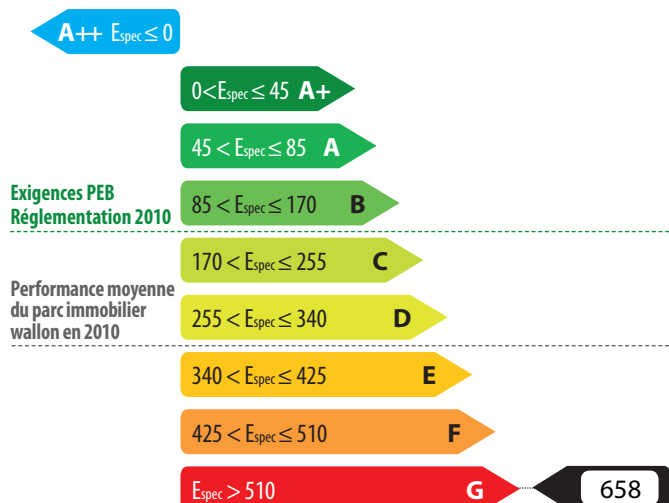 A++ Espec ≤ 0
0<Espec ≤ 45 A+
45 < Espec ≤ 85 A
Exigences PEB
Réglementation 2010
85 < Espec ≤ 170 B
170 < Espec ≤ 255 C
Performance moyenne
du parc immobilier
wallon en 2010
255 < Espec ≤ 340 D
340 < Espec ≤ 425 E
425 < Espec ≤ 510 F
Espec > 510 G
658